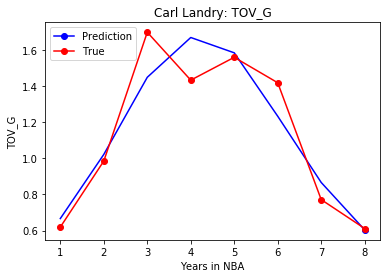 Carl Landry: TOV_G
Prediction
True
TOV_G
1.6
1.4
1.2
1.0
0.8
0.6
1 2 3 4 5 6 7 8
Years in NBA